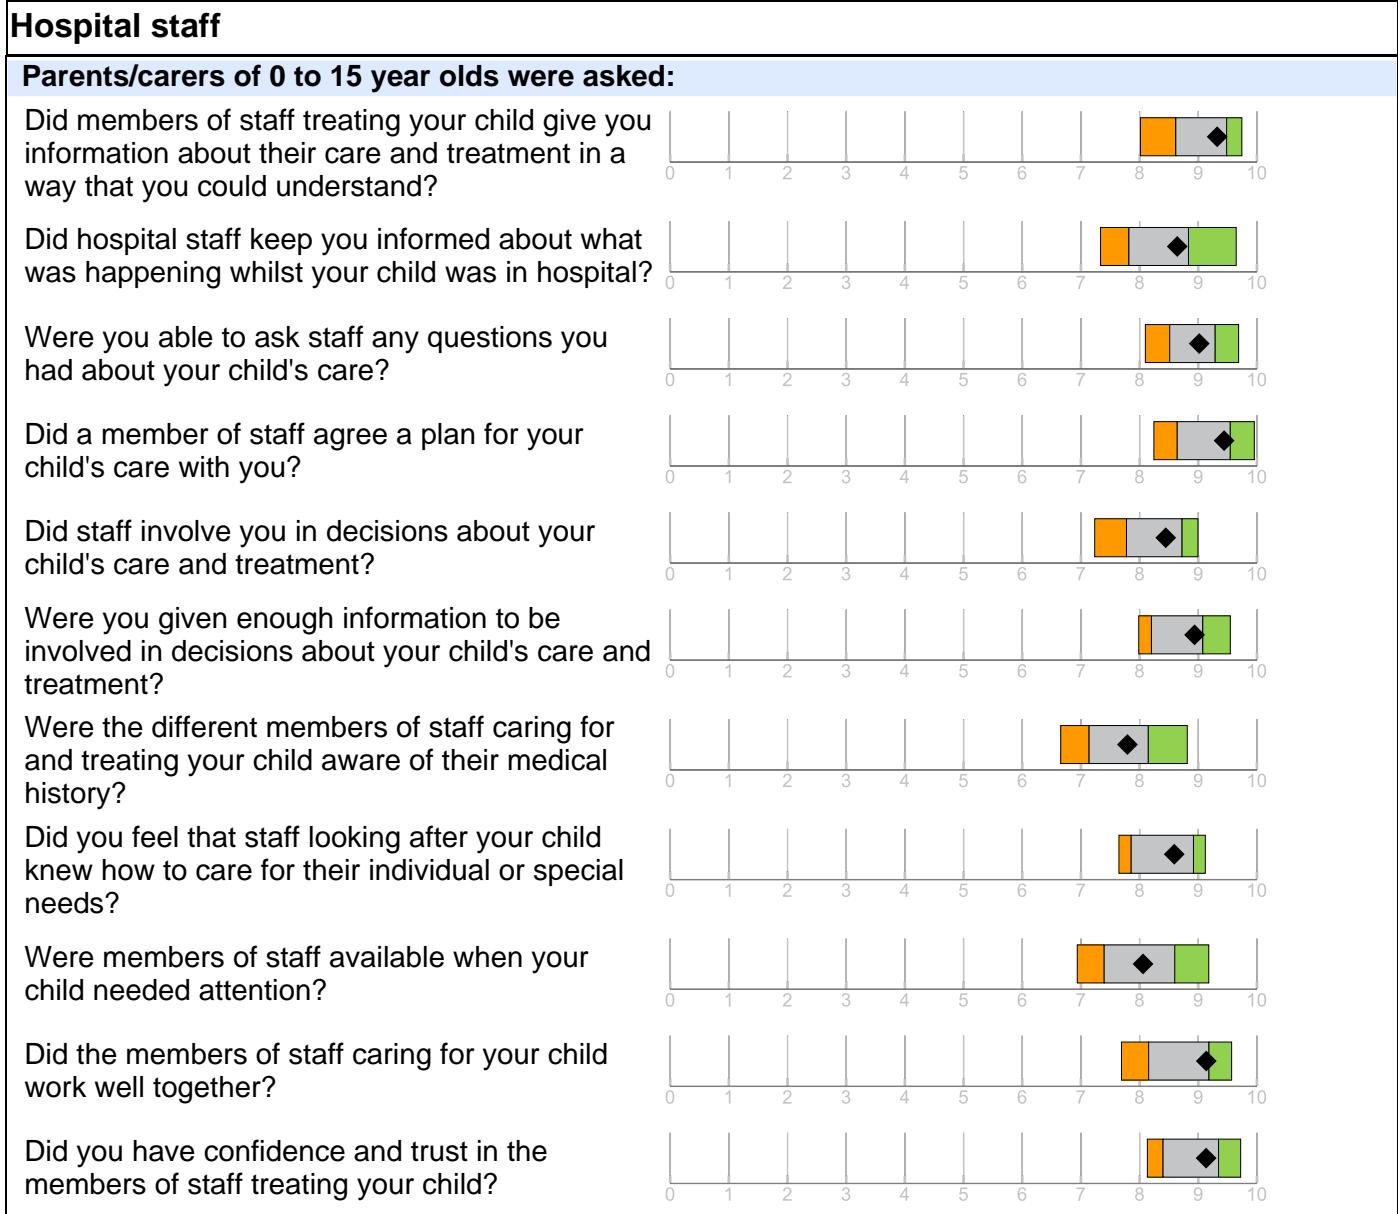 Hospital staff
Parents/carers of 0 to 15 year olds were asked:
Did members of staff treating your child give you
information about their care and treatment in a
way that you could understand?
0 1 2 3 4 5 6 7 8 9 10
Did hospital staff keep you informed about what
was happening whilst your child was in hospital?
0 1 2 3 4 5 6 7 8 9 10
Were you able to ask staff any questions you
had about your child's care?
0 1 2 3 4 5 6 7 8 9 10
Did a member of staff agree a plan for your
child's care with you?
0 1 2 3 4 5 6 7 8 9 10
Did staff involve you in decisions about your
child's care and treatment?
0 1 2 3 4 5 6 7 8 9 10
Were you given enough information to be
involved in decisions about your child's care and
treatment?
0 1 2 3 4 5 6 7 8 9 10
Were the different members of staff caring for
and treating your child aware of their medical
history?
0 1 2 3 4 5 6 7 8 9 10
Did you feel that staff looking after your child
knew how to care for their individual or special
needs?
0 1 2 3 4 5 6 7 8 9 10
Were members of staff available when your
child needed attention?
0 1 2 3 4 5 6 7 8 9 10
Did the members of staff caring for your child
work well together?
0 1 2 3 4 5 6 7 8 9 10
Did you have confidence and trust in the
members of staff treating your child?
0 1 2 3 4 5 6 7 8 9 10